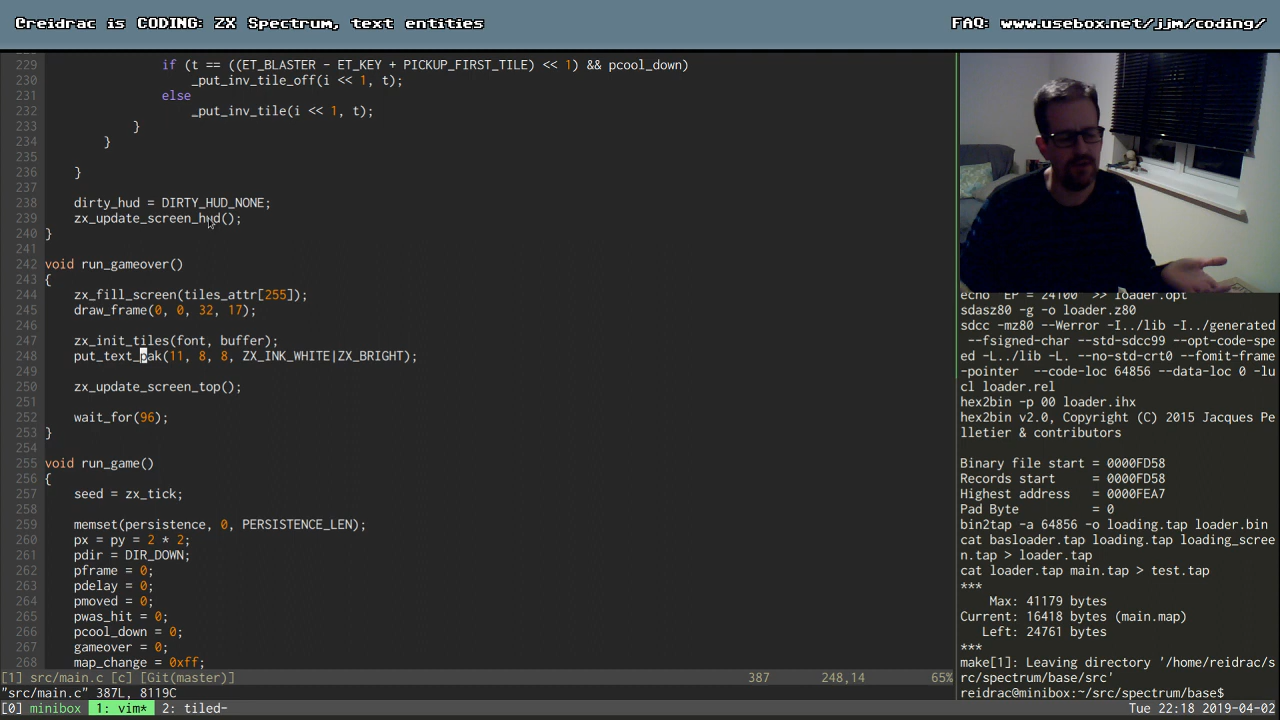 Creidrac is CODING: ZX Spectrum, text entities
FAQ: www.usebox.net/jjm/coding/
229 if (t == ((ET_BLASTER - ET_KEY + PICKUP_FIRST_TILE) << 1) && pcool_down)
230 _put_inv_tile_off(i << 1, t);
231 else
232 _put_inv_tile(i << 1, t);
233 }
234 }
235
236 }
237
238 dirty_hud = DIRTY_HUD_NONE;
239 zx_update_screen_hud();
240 }
241
242 void run_gameover()
243 {
244 zx_fill_screen(tiles_attr[255]);
245 draw_frame(0, 0, 32, 17);
246
247 zx_init_tiles(font, buffer);
248 put_text_pak(11, 8, 8, ZX_INK_WHITE|ZX_BRIGHT);
249
250 zx_update_screen_top();
251
252 wait_for(96);
253 }
254
255 void run_game()
256 {
257 seed = zx_tick;
258
259 memset(persistence, 0, PERSISTENCE_LEN);
260 px = py = 2 * 2;
261 pdir = DIR_DOWN;
262 pframe = 0;
263 pdelay = 0;
264 pmoved = 0;
265 pwas_hit = 0;
266 pcool_down = 0;
267 gameover = 0;
268 map_change = 0xff;
[1] src/main.c [c] [Git(master)] 387 248,14 65%
"src/main.c" 387L, 8119C
[0] minibox 1: vim* 2: tiled-
echo "EP = 24100" >> loader.opt
sdasz80 -g -o loader.z80
sdcc -mz80 --Werror -I../lib -I../generated
--fsigned-char --std-sdcc99 --opt-code-spe
ed -L../lib -L. --no-std-crt0 --fomit-frame
-pointer --code-loc 64856 --data-loc 0 -lu
cl loader.rel
hex2bin -p 00 loader.ihx
hex2bin v2.0, Copyright (C) 2015 Jacques Pe
lletier & contributors
Binary file start = 0000FD58
Records start = 0000FD58
Highest address = 0000FEA7
Pad Byte = 0
bin2tap -a 64856 -o loading.tap loader.bin
cat basloader.tap loading.tap loading_scree
n.tap > loader.tap
cat loader.tap main.tap > test.tap
***
Max: 41179 bytes
Current: 16418 bytes (main.map)
Left: 24761 bytes
***
make[1]: Leaving directory '/home/reidrac/s
rc/spectrum/base/src'
reidrac@minibox:~/src/spectrum/base$
Tue 22:18 2019-04-02